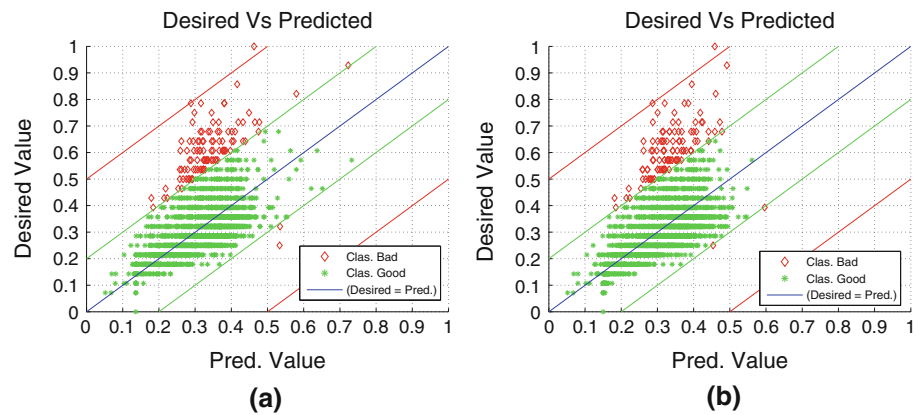 Desired Vs Predicted
1
0.9
0.8
0.7
0.6
0.5
0.4
0.3
0.2
0.1
0
Desired Value
Clas. Bad
Clas. Good
(Desired = Pred.)
0 0.1 0.2 0.3 0.4 0.5 0.6 0.7 0.8 0.9 1
Pred. Value
(a)
Desired Vs Predicted
1
0.9
0.8
0.7
0.6
0.5
0.4
0.3
0.2
0.1
0
Desired Value
Clas. Bad
Clas. Good
(Desired = Pred.)
0 0.1 0.2 0.3 0.4 0.5 0.6 0.7 0.8 0.9 1
Pred. Value
(b)